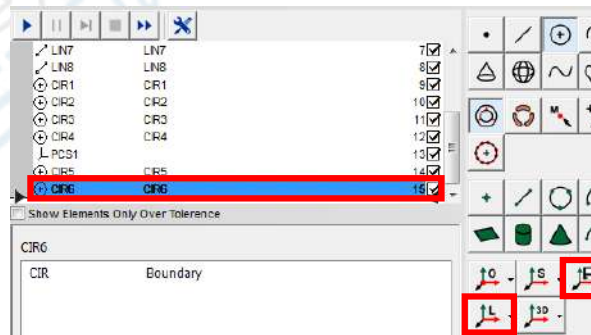 LIN7 LIN7 7
LIN8 LIN8 8
CIR1 CIR1 9
CIR2 CIR2 10
CIR3 CIR3 11
CIR4 CIR4 12
PCS1 13
CIR5 CIR5 14
CIR6 CIR6 15
Show Elements Only Over Tolerence
CIR6
CIR Boundary
M
O S F
L 3D